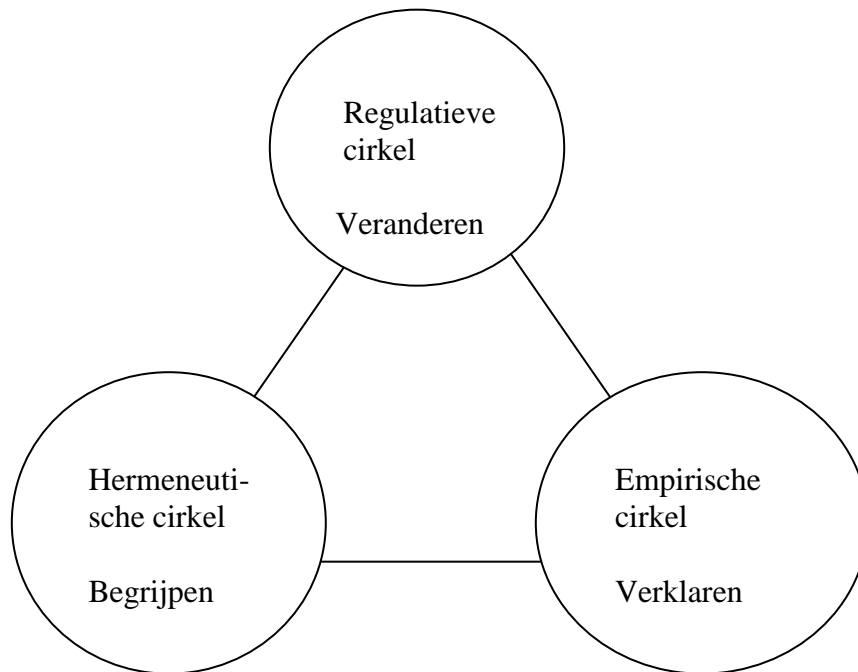 Regulatieve
cirkel
Veranderen
Hermeneuti-
sche cirkel
Begrijpen
Empirische
cirkel
Verklaren